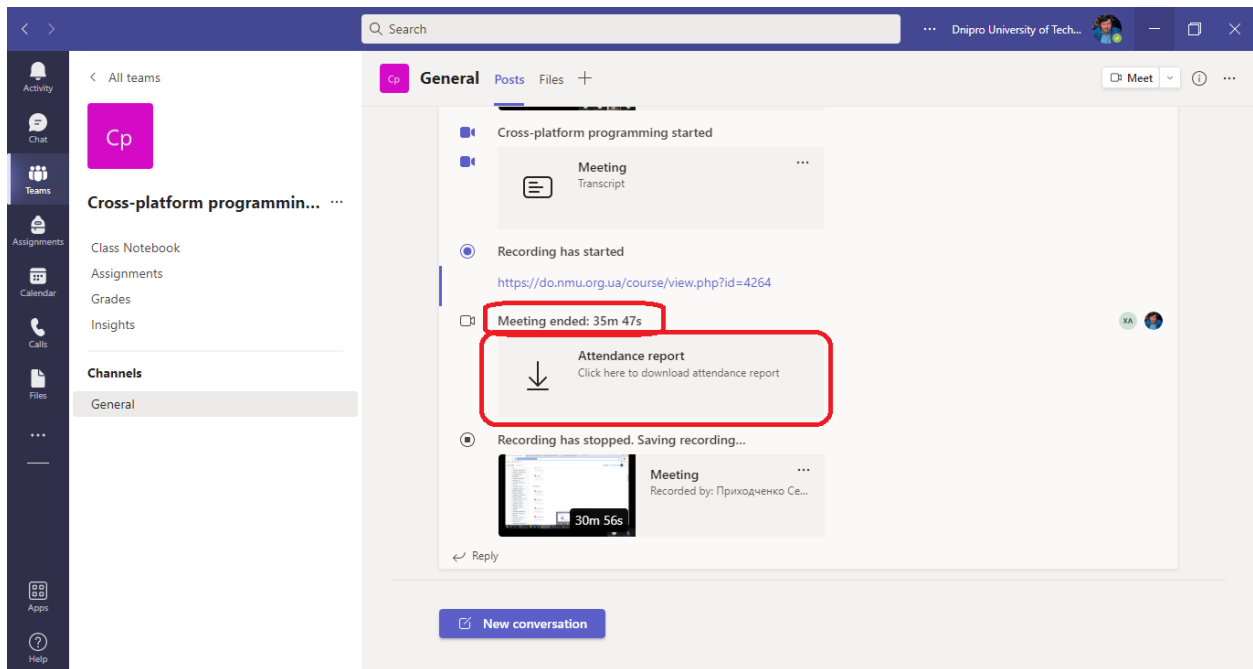 Search
Dnipro University of Tech...
Activity
Chat
Teams
Assignments
Calendar
Calls
Files
Apps
Help
All teams
Cp
Cross-platform programmin...
Class Notebook
Assignments
Grades
Insights
Channels
General
Cp
General
Posts
Files
Meet
Cross-platform programming started
Meeting
Transcript
Recording has started
https://do.nmu.org.ua/course/view.php?id=4264
Meeting ended: 35m 47s
XA
Attendance report
Click here to download attendance report
Recording has stopped. Saving recording...
30m 56s
Meeting
Recorded by: Приходченко Се...
Reply
New conversation